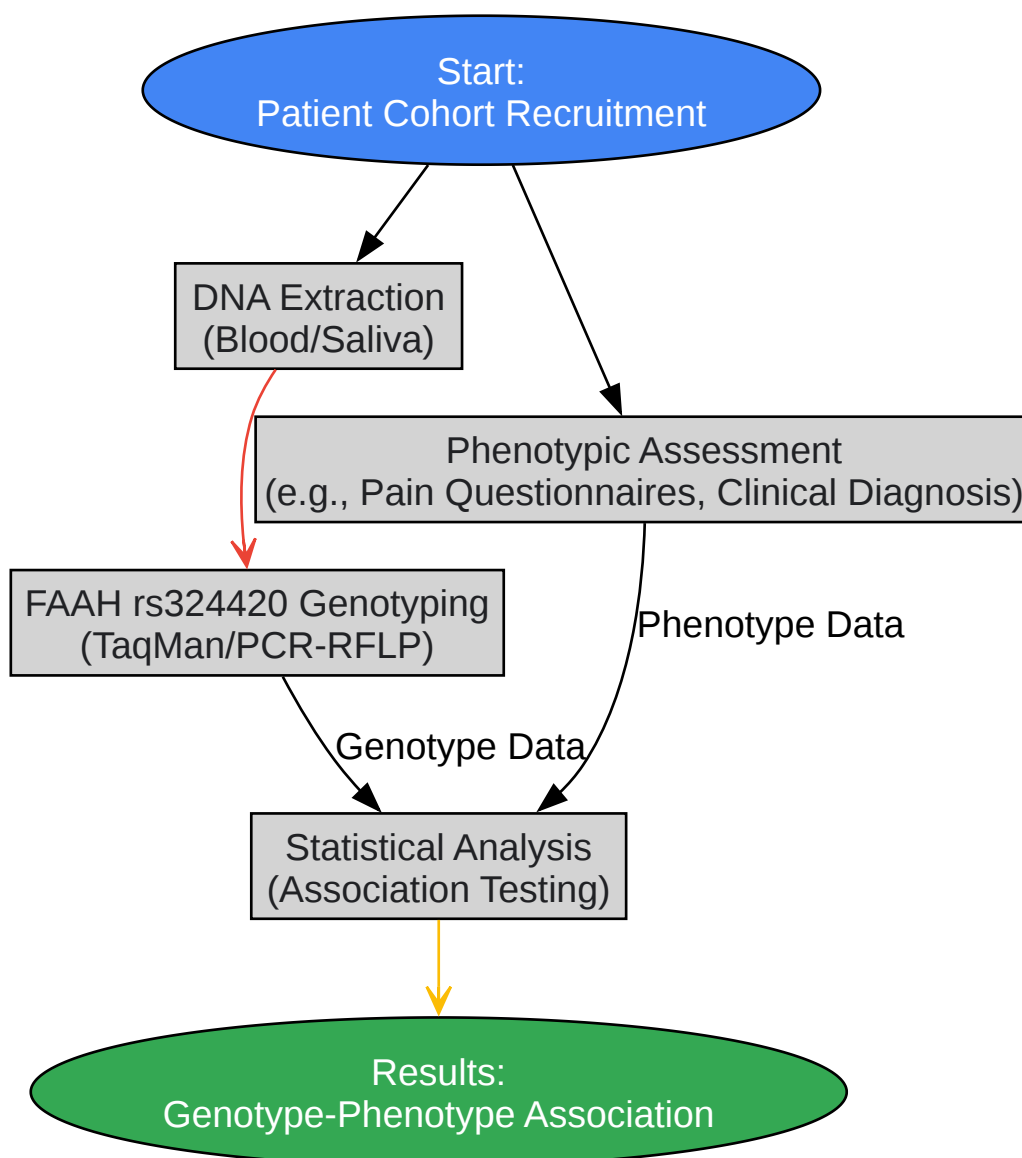 Start:
Patient Cohort Recruitment
DNA Extraction
(Blood/Saliva)
Phenotypic Assessment
(e.g., Pain Questionnaires, Clinical Diagnosis)
FAAH rs324420 Genotyping
(TaqMan/PCR-RFLP)
Phenotype Data
Genotype Data
Statistical Analysis
(Association Testing)
Results:
Genotype-Phenotype Association